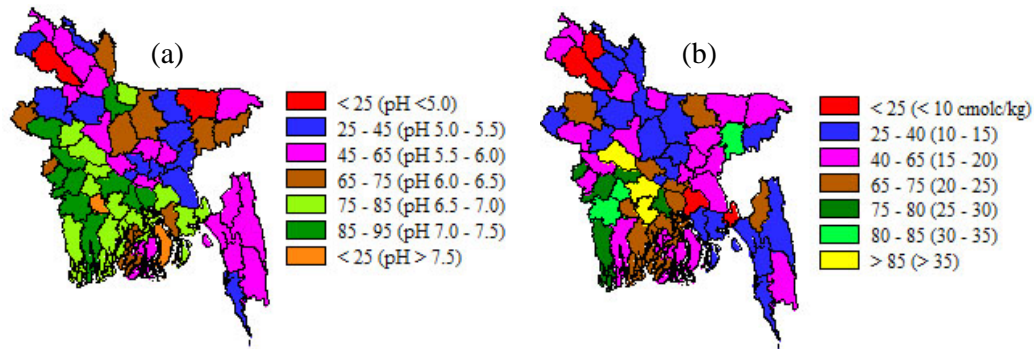 (a)
< 25 (pH <5.0)
25 - 45 (pH 5.0 - 5.5)
45 - 65 (pH 5.5 - 6.0)
65 - 75 (pH 6.0 - 6.5)
75 - 85 (pH 6.5 - 7.0)
85 - 95 (pH 7.0 - 7.5)
< 25 (pH > 7.5)
(b)
< 25 (< 10 cmolc/kg)
25 - 40 (10 - 15)
40 - 65 (15 - 20)
65 - 75 (20 - 25)
75 - 80 (25 - 30)
80 - 85 (30 - 35)
> 85 (> 35)